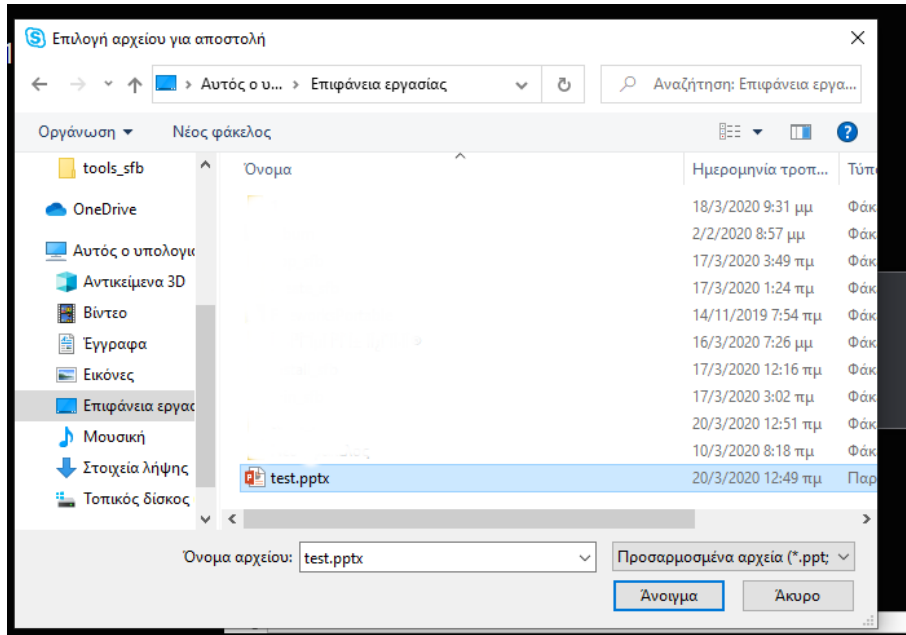 Επιλογή αρχείου για αποστολή
Αυτός ο υ... › Επιφάνεια εργασίας
Αναζήτηση: Επιφάνεια εργα...
Οργάνωση
Νέος φάκελος
tools_sfb
OneDrive
Αυτός ο υπολογισ
Αντικείμενα 3D
Βίντεο
Έγγραφα
Εικόνες
Επιφάνεια εργασ
Μουσική
Στοιχεία λήψης
Τοπικός δίσκος
Όνομα Ημερομηνία τροπ... Τύπο
18/3/2020 9:31 μμ Φάκ
2/2/2020 8:57 μμ Φάκ
17/3/2020 3:49 πμ Φάκ
17/3/2020 1:24 πμ Φάκ
14/11/2019 7:54 πμ Φάκ
16/3/2020 7:26 μμ Φάκ
17/3/2020 12:16 πμ Φάκ
17/3/2020 3:02 πμ Φάκ
20/3/2020 12:51 πμ Φάκ
10/3/2020 8:18 πμ Φάκ
test.pptx 20/3/2020 12:49 πμ Παρ
Όνομα αρχείου: test.pptx Προσαρμοσμένα αρχεία (*.ppt;
Άνοιγμα Άκυρο